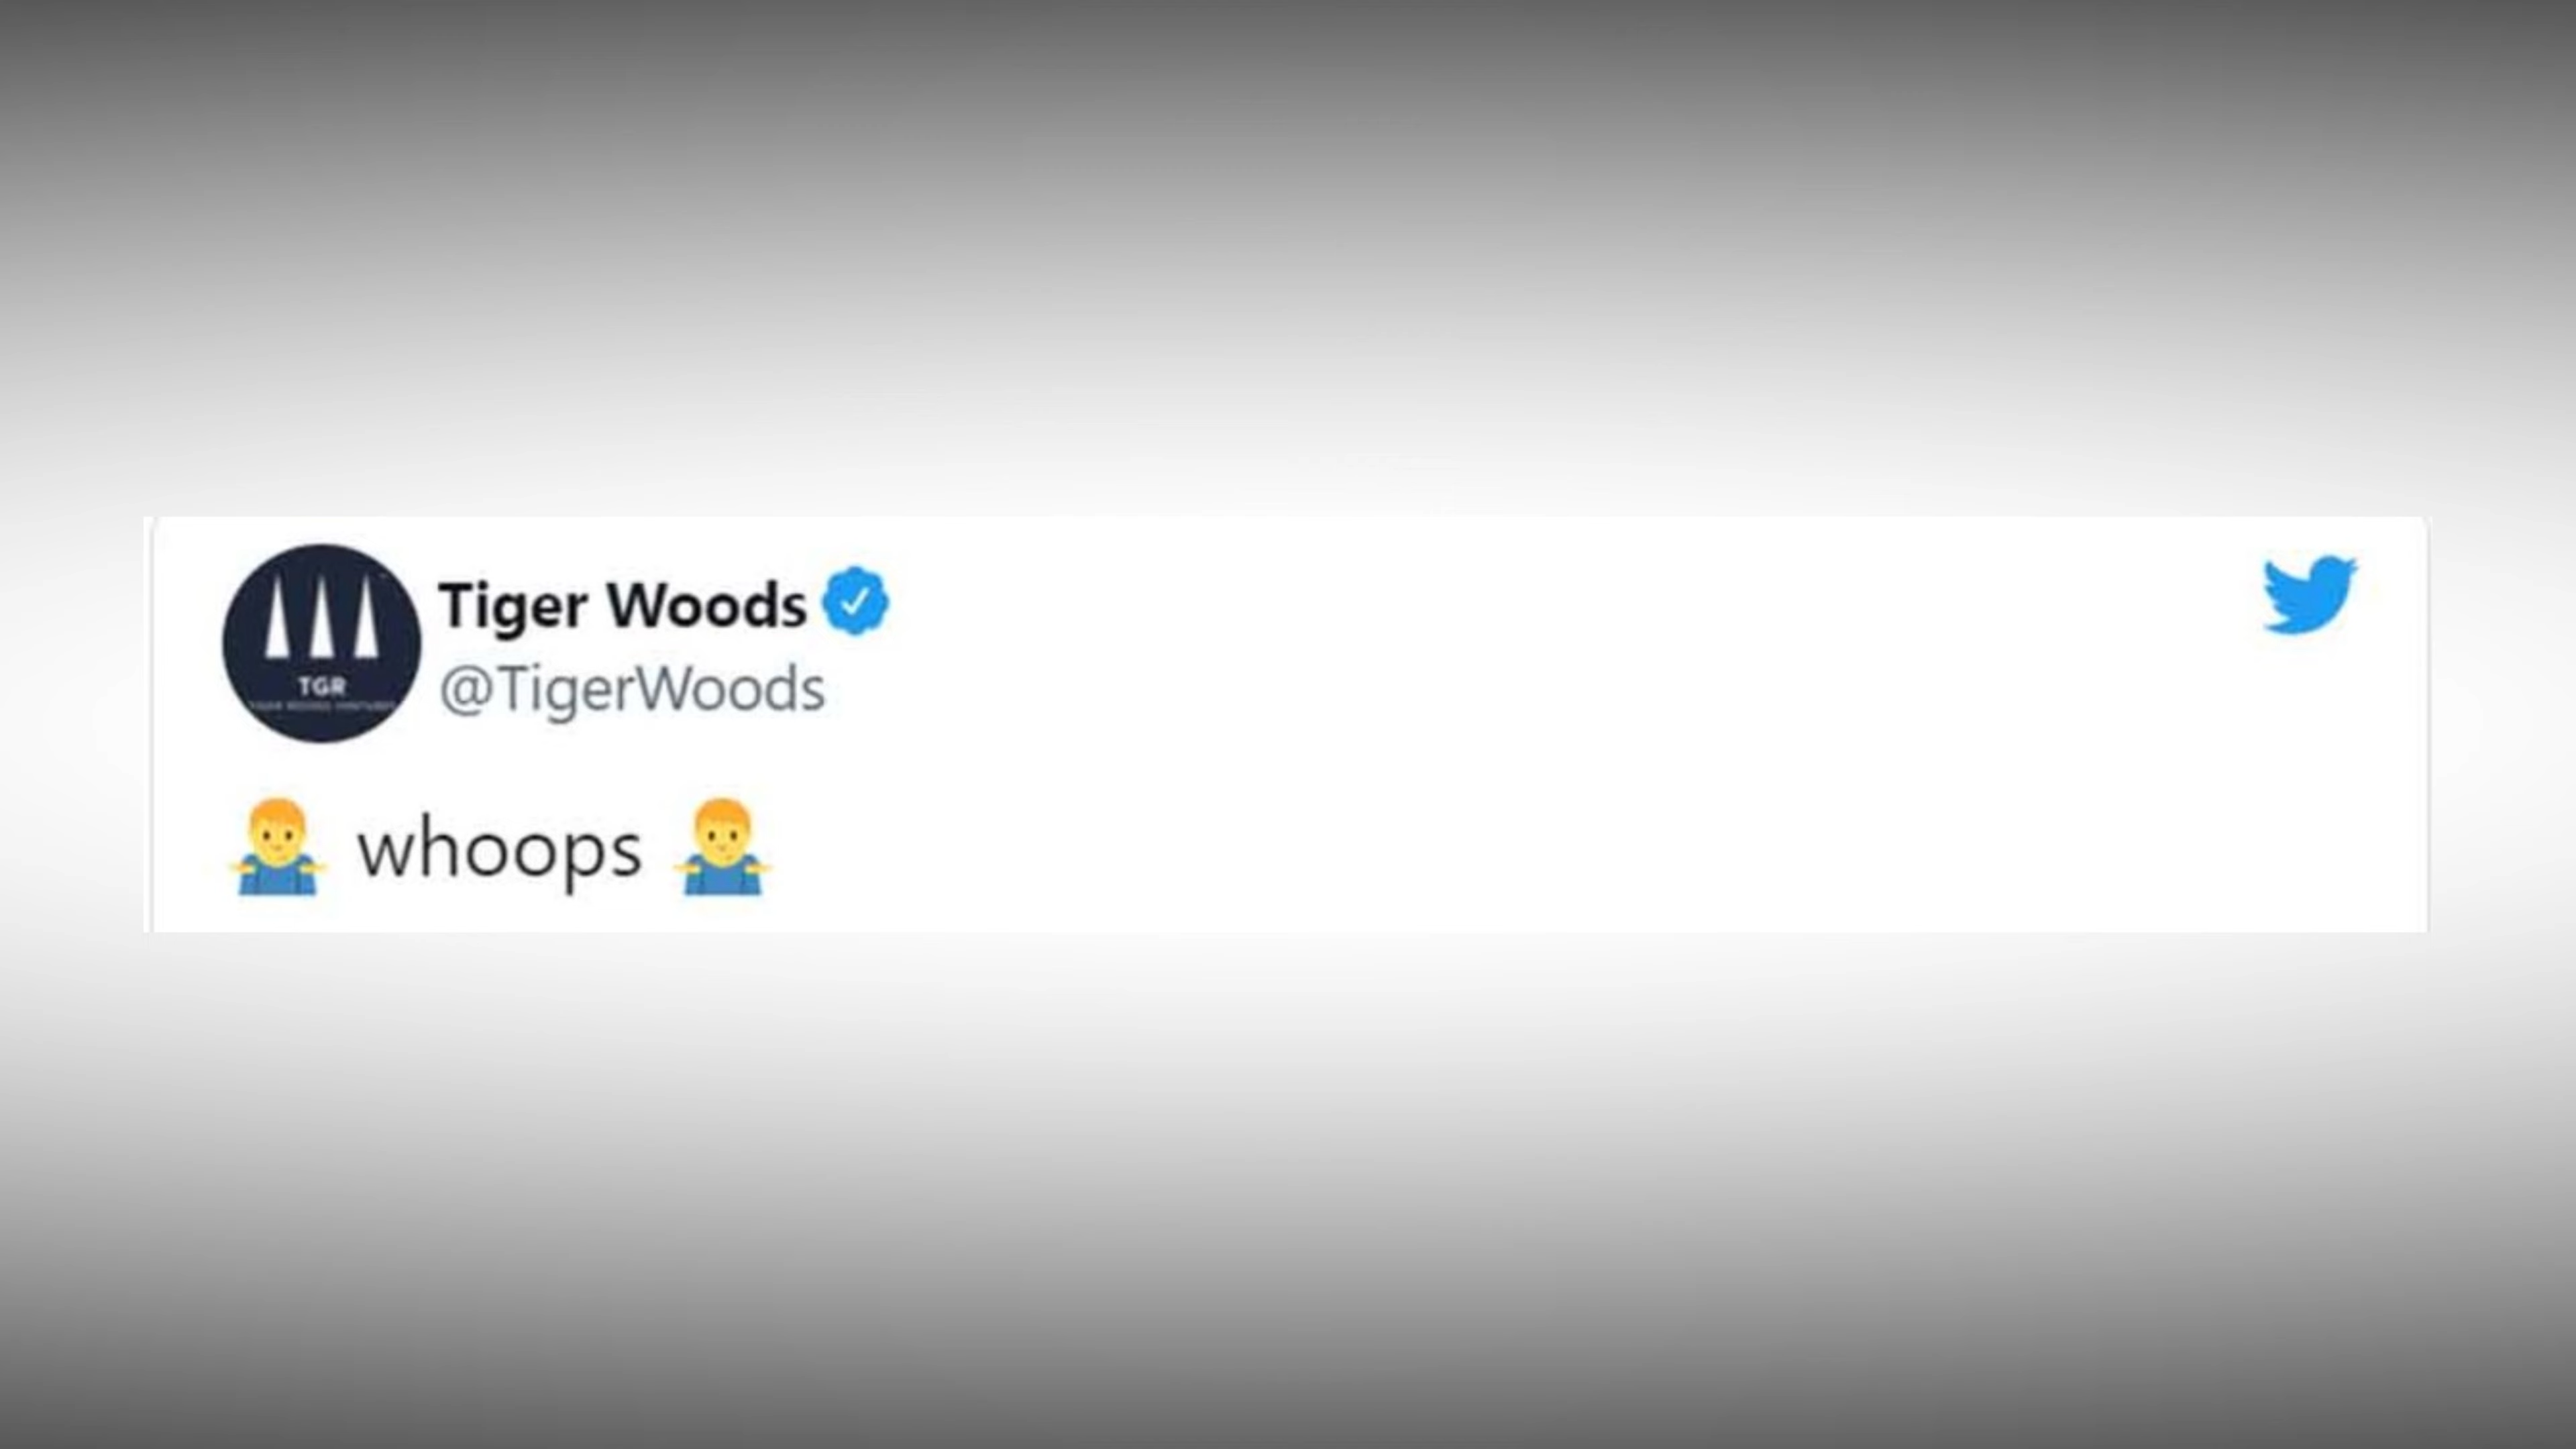 Tiger Woods
@TigerWoods
TGR
🤷‍♂️ whoops 🤷‍♂️